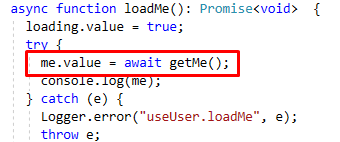 async function loadMe(): Promise<void> {
loading.value = true;
try {
me.value = await getMe();
console.log(me);
} catch (e) {
Logger.error("useUser.loadMe", e);
throw e;